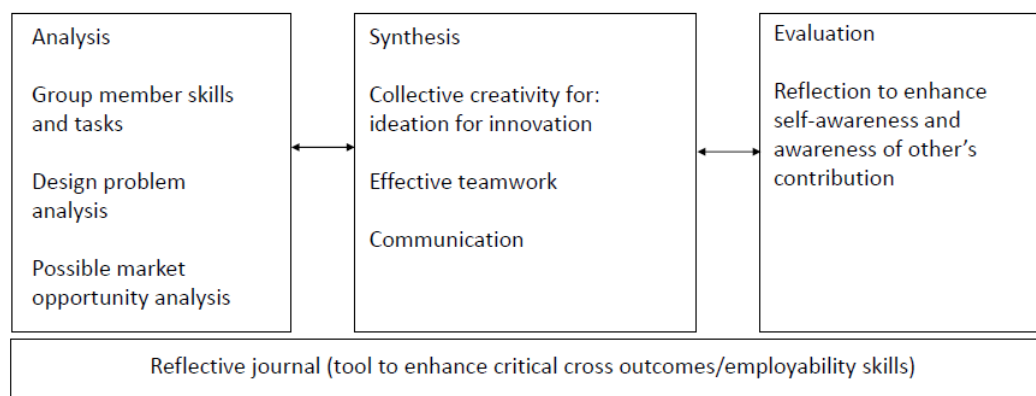 Analysis
Group member skills
and tasks
Design problem
analysis
Possible market
opportunity analysis
Synthesis
Collective creativity for:
ideation for innovation
Effective teamwork
Communication
Evaluation
Reflection to enhance
self-awareness and
awareness of other's
contribution
Reflective journal (tool to enhance critical cross outcomes/employability skills)